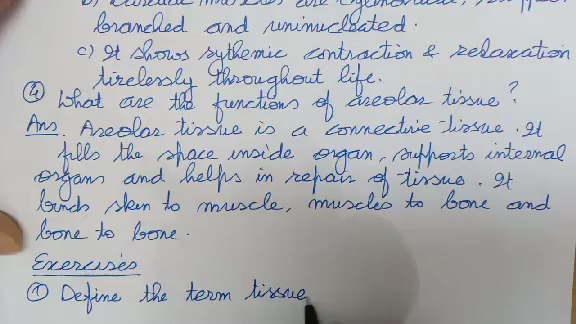 branched and uninucleated.
c) It shows sythemic contraction & relaxation
tirelessly throughout life.
④ What are the functions of areolar tissue?
Ans. Areolar tissue is a connective tissue. It
fills the space inside organ, supports internal
organs and helps in repair of tissue. It
binds skin to muscle, muscles to bone and
bone to bone.
Exercises
① Define the term tissue